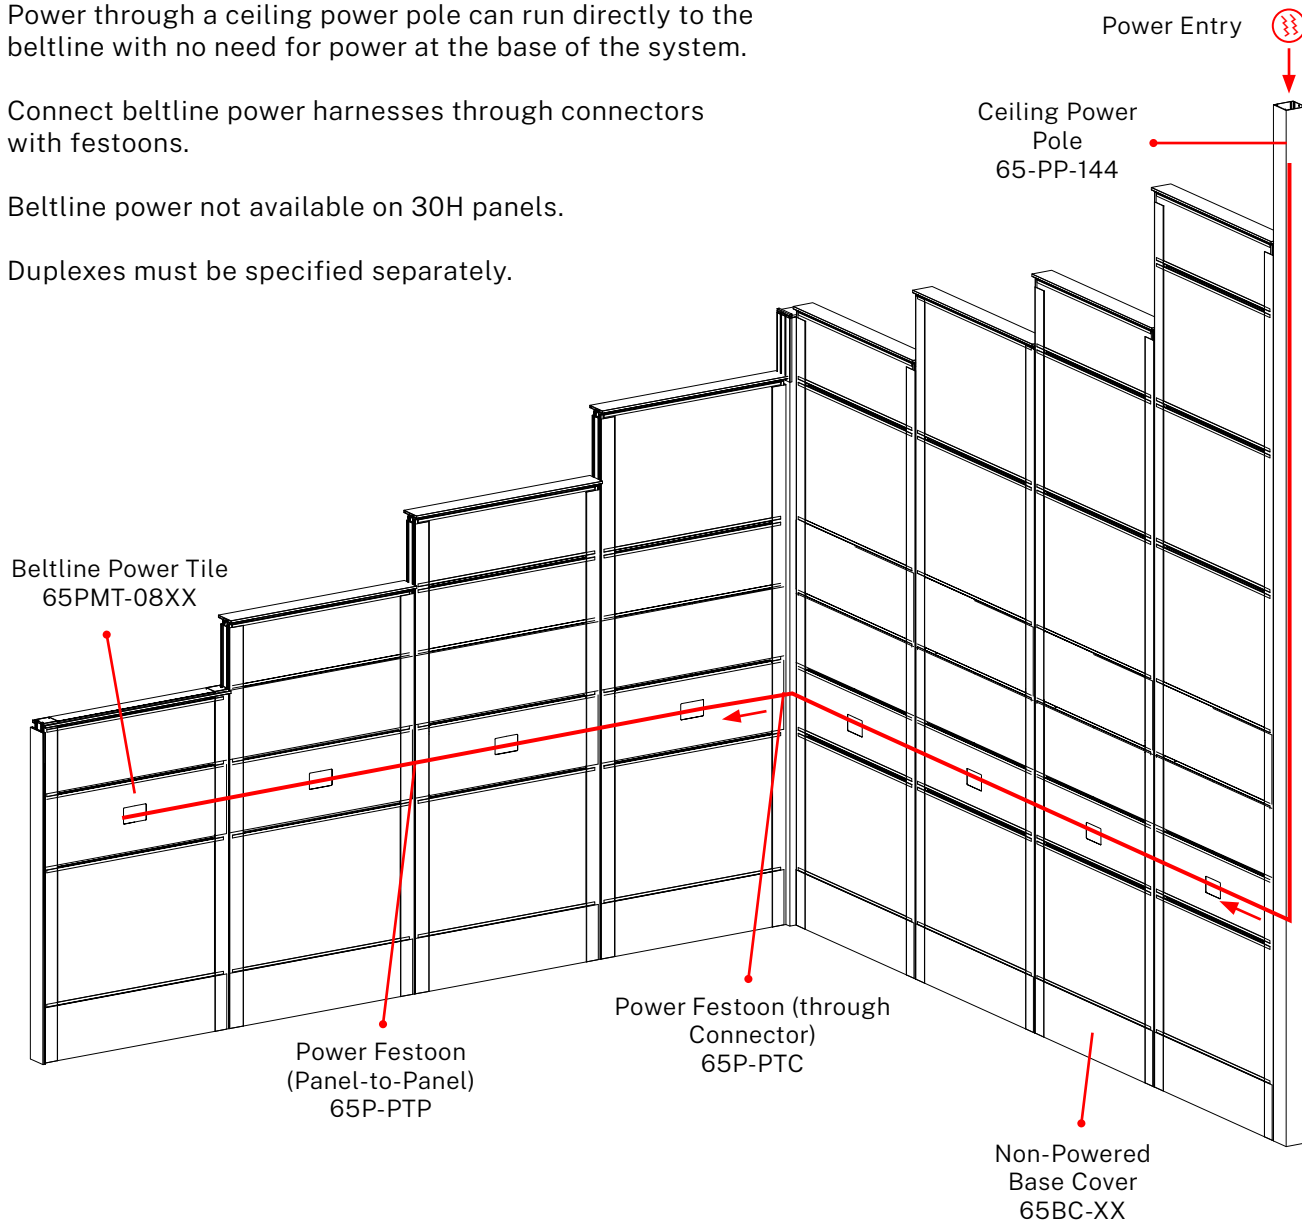 Power through a ceiling power pole can run directly to the
beltline with no need for power at the base of the system.
Connect beltline power harnesses through connectors
with festoons.
Beltline power not available on 30H panels.
Duplexes must be specified separately.
Power Entry
Ceiling Power
Pole
65-PP-144
Beltline Power Tile
65PMT-08XX
Power Festoon (through
Connector)
65P-PTC
Power Festoon
(Panel-to-Panel)
65P-PTP
Non-Powered
Base Cover
65BC-XX